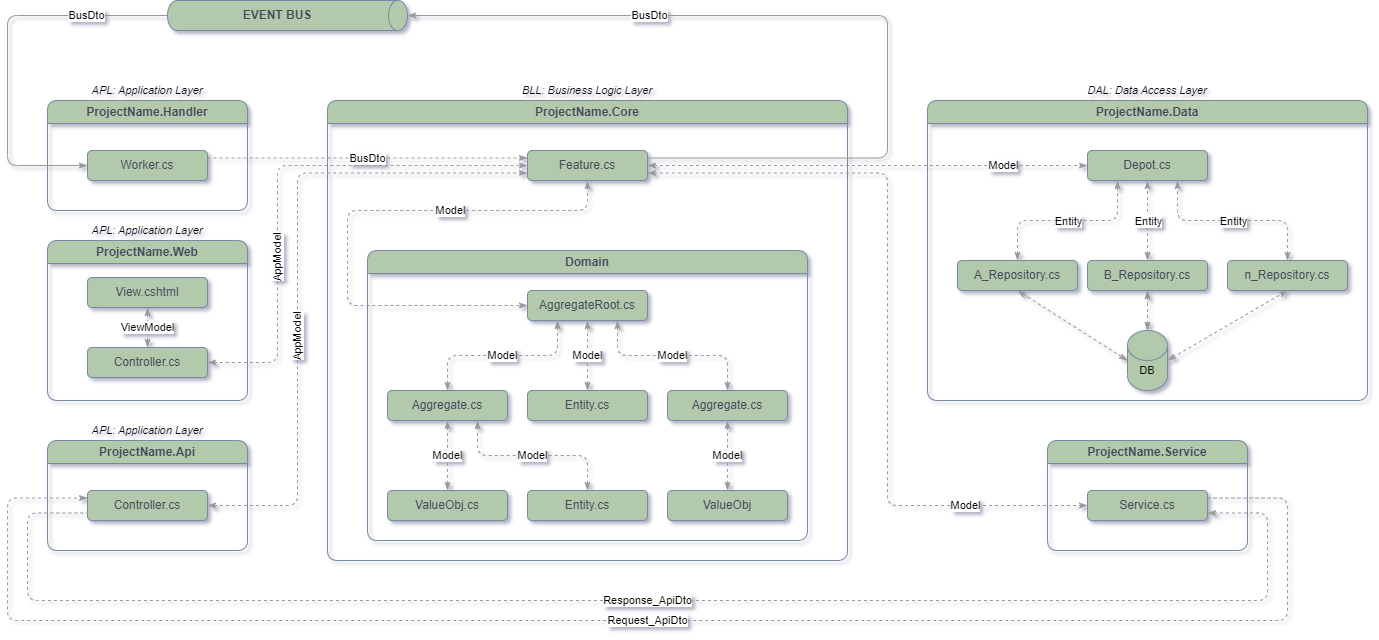 BusDto
EVENT BUS
BusDto
APL: Application Layer
ProjectName.Handler
Worker.cs
BusDto
APL: Application Layer
ProjectName.Web
View.cshtml
ViewModel
Controller.cs
AppModel
AppModel
APL: Application Layer
ProjectName.Api
Controller.cs
BLL: Business Logic Layer
ProjectName.Core
Feature.cs
Model
Domain
AggregateRoot.cs
Model
Model
Model
Aggregate.cs
Entity.cs
Aggregate.cs
Model
Model
Model
ValueObj.cs
Entity.cs
ValueObj
DAL: Data Access Layer
ProjectName.Data
Model
Depot.cs
Entity
Entity
Entity
A_Repository.cs
B_Repository.cs
n_Repository.cs
DB
ProjectName.Service
Model
Service.cs
Response_ApiDto
Request_ApiDto